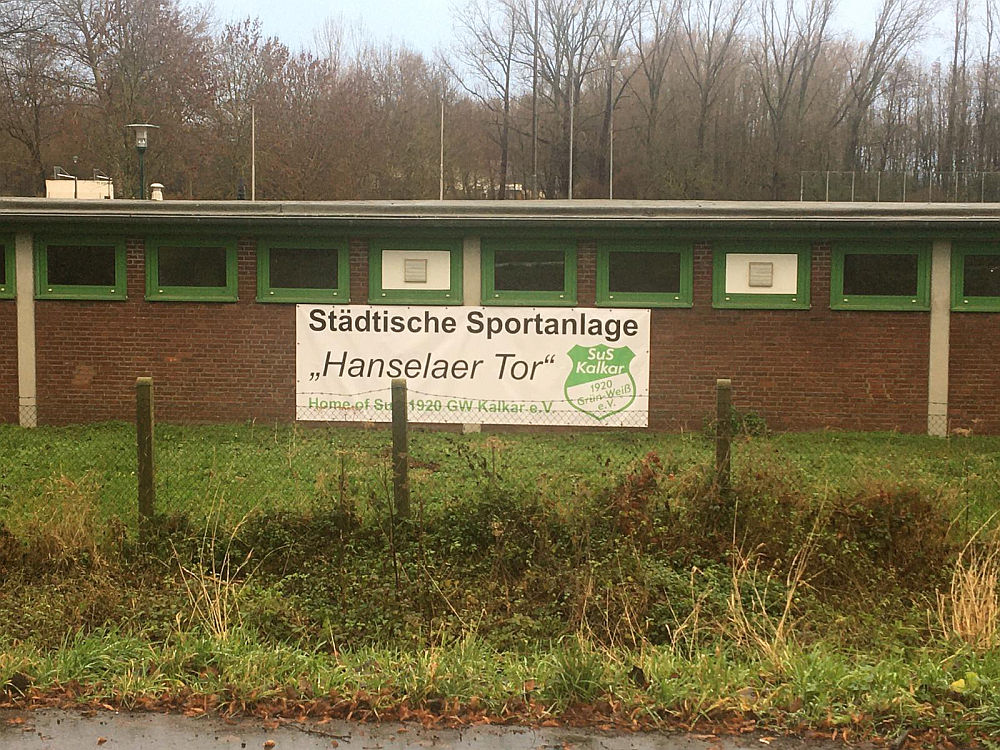 Städtische Sportanlage
„Hanselaer Tor“
Home of SuS 1920 GW Kalkar e.V.
SuS
Kalkar
1920
Grün-Weiß
e.V.